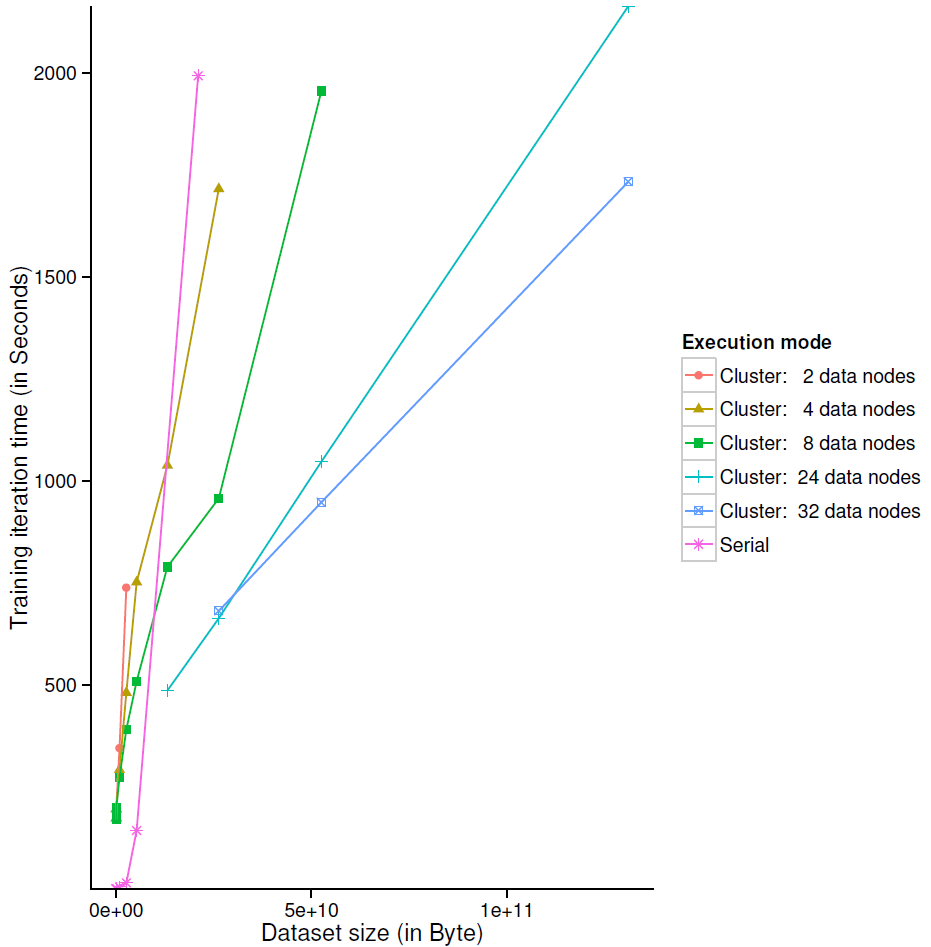 2000
1500
1000
500
0e+00
5e+10
1e+11
Training iteration time (in Seconds)
Dataset size (in Byte)
Execution mode
Cluster: 2 data nodes
Cluster: 4 data nodes
Cluster: 8 data nodes
Cluster: 24 data nodes
Cluster: 32 data nodes
Serial